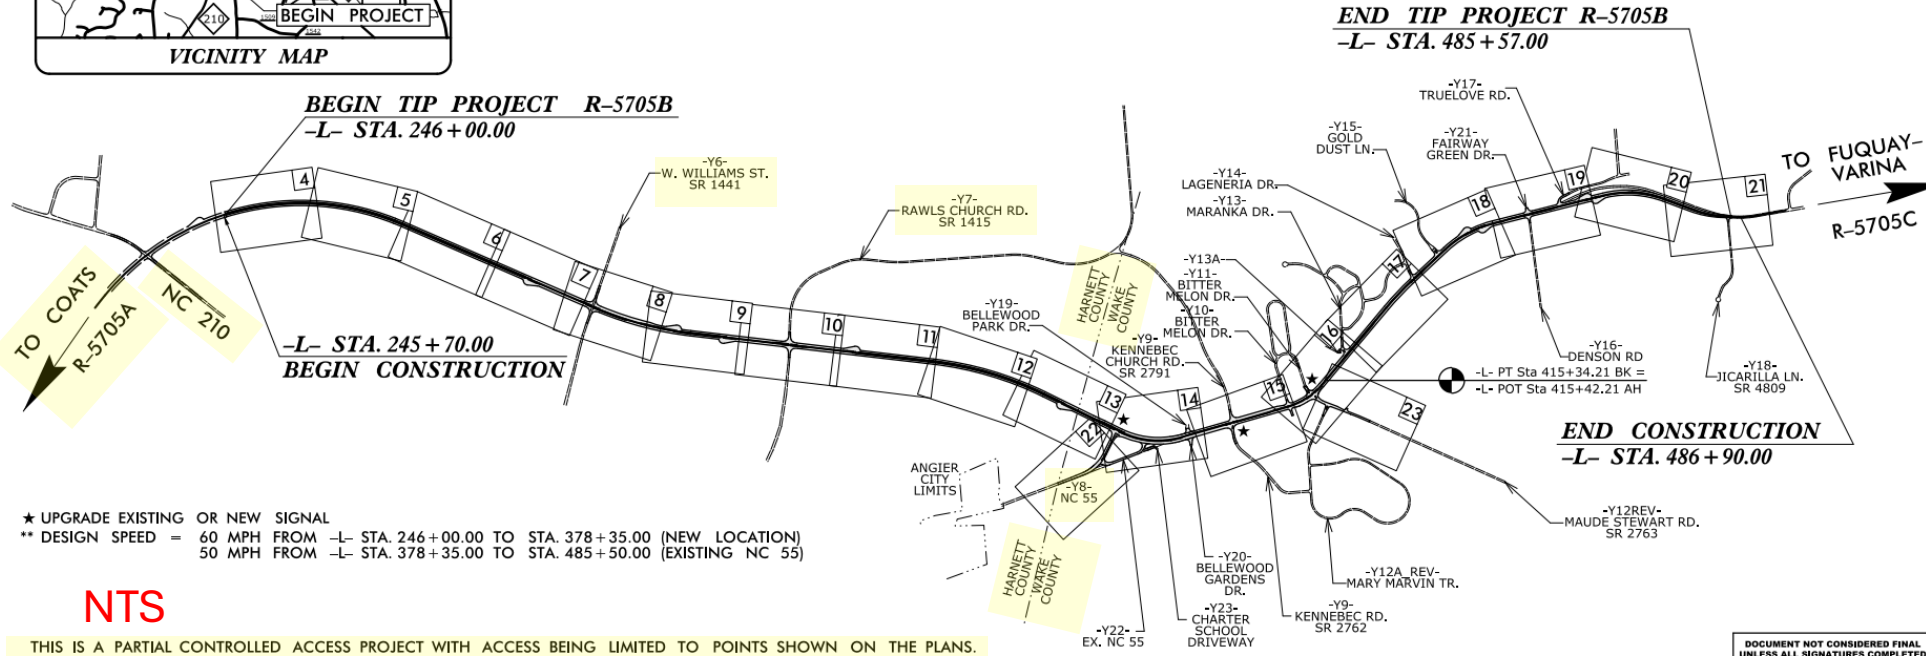 210
1509
BEGIN PROJECT
1542
VICINITY MAP
BEGIN TIP PROJECT R-5705B
-L- STA. 246+00.00
END TIP PROJECT R-5705B
-L- STA. 485+57.00
-Y6-
W. WILLIAMS ST.
SR 1441
-Y7-
RAWLS CHURCH RD.
SR 1415
-Y17-
TRUELOVE RD.
-Y15-
GOLD
DUST LN.
-Y21-
FAIRWAY
GREEN DR.
-Y14-
LAGENERIA DR.
-Y13-
MARANKA DR.
-Y13A-
-Y11-
BITTER
MELON DR.
-Y10-
BITTER
MELON DR.
-Y19-
BELLEWOOD
PARK DR.
-Y9-
KENNEBEC
CHURCH RD.
SR 2791
HARNETT
COUNTY
WAKE
COUNTY
TO FUQUAY-
VARINA
R-5705C
TO COATS
R-5705A
NC 210
-L- STA. 245+70.00
BEGIN CONSTRUCTION
4
5
6
7
8
9
10
11
12
13
14
15
16
17
18
19
20
21
22
23
-Y16-
DENSON RD
-L- PT Sta 415+34.21 BK =
-L- POT Sta 415+42.21 AH
-Y18-
JICARILLA LN.
SR 4809
END CONSTRUCTION
-L- STA. 486+90.00
ANGIER
CITY
LIMITS
-Y8-
NC 55
HARNETT
COUNTY
WAKE
COUNTY
-Y12REV-
MAUDE STEWART RD.
SR 2763
-Y12A_REV-
MARY MARVIN TR.
-Y20-
BELLEWOOD
GARDENS
DR.
-Y9-
KENNEBEC RD.
SR 2762
-Y23-
CHARTER
SCHOOL
DRIVEWAY
-Y22-
EX. NC 55
★ UPGRADE EXISTING OR NEW SIGNAL
** DESIGN SPEED = 60 MPH FROM -L- STA. 246+00.00 TO STA. 378+35.00 (NEW LOCATION)
50 MPH FROM -L- STA. 378+35.00 TO STA. 485+50.00 (EXISTING NC 55)
NTS
THIS IS A PARTIAL CONTROLLED ACCESS PROJECT WITH ACCESS BEING LIMITED TO POINTS SHOWN ON THE PLANS.
DOCUMENT NOT CONSIDERED FINAL
UNLESS ALL SIGNATURES COMPLETED